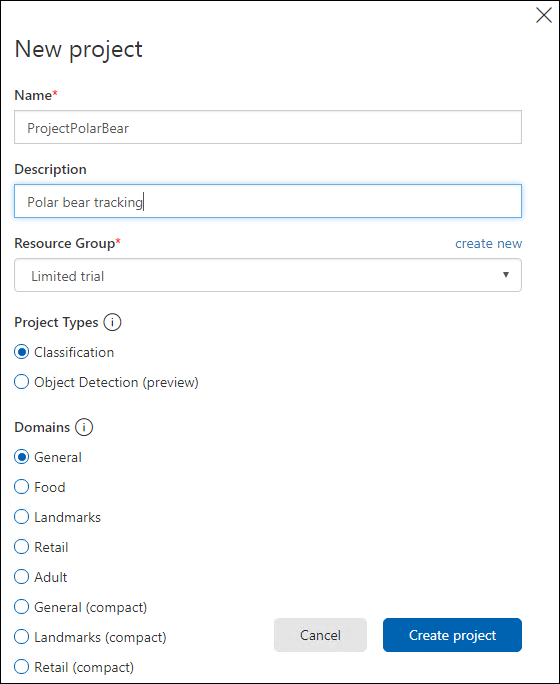 New project
Name*
ProjectPolarBear
Description
Polar bear tracking
Resource Group* create new
Limited trial
Project Types
Classification
Object Detection (preview)
Domains
General
Food
Landmarks
Retail
Adult
General (compact)
Landmarks (compact)
Retail (compact)
Cancel Create project